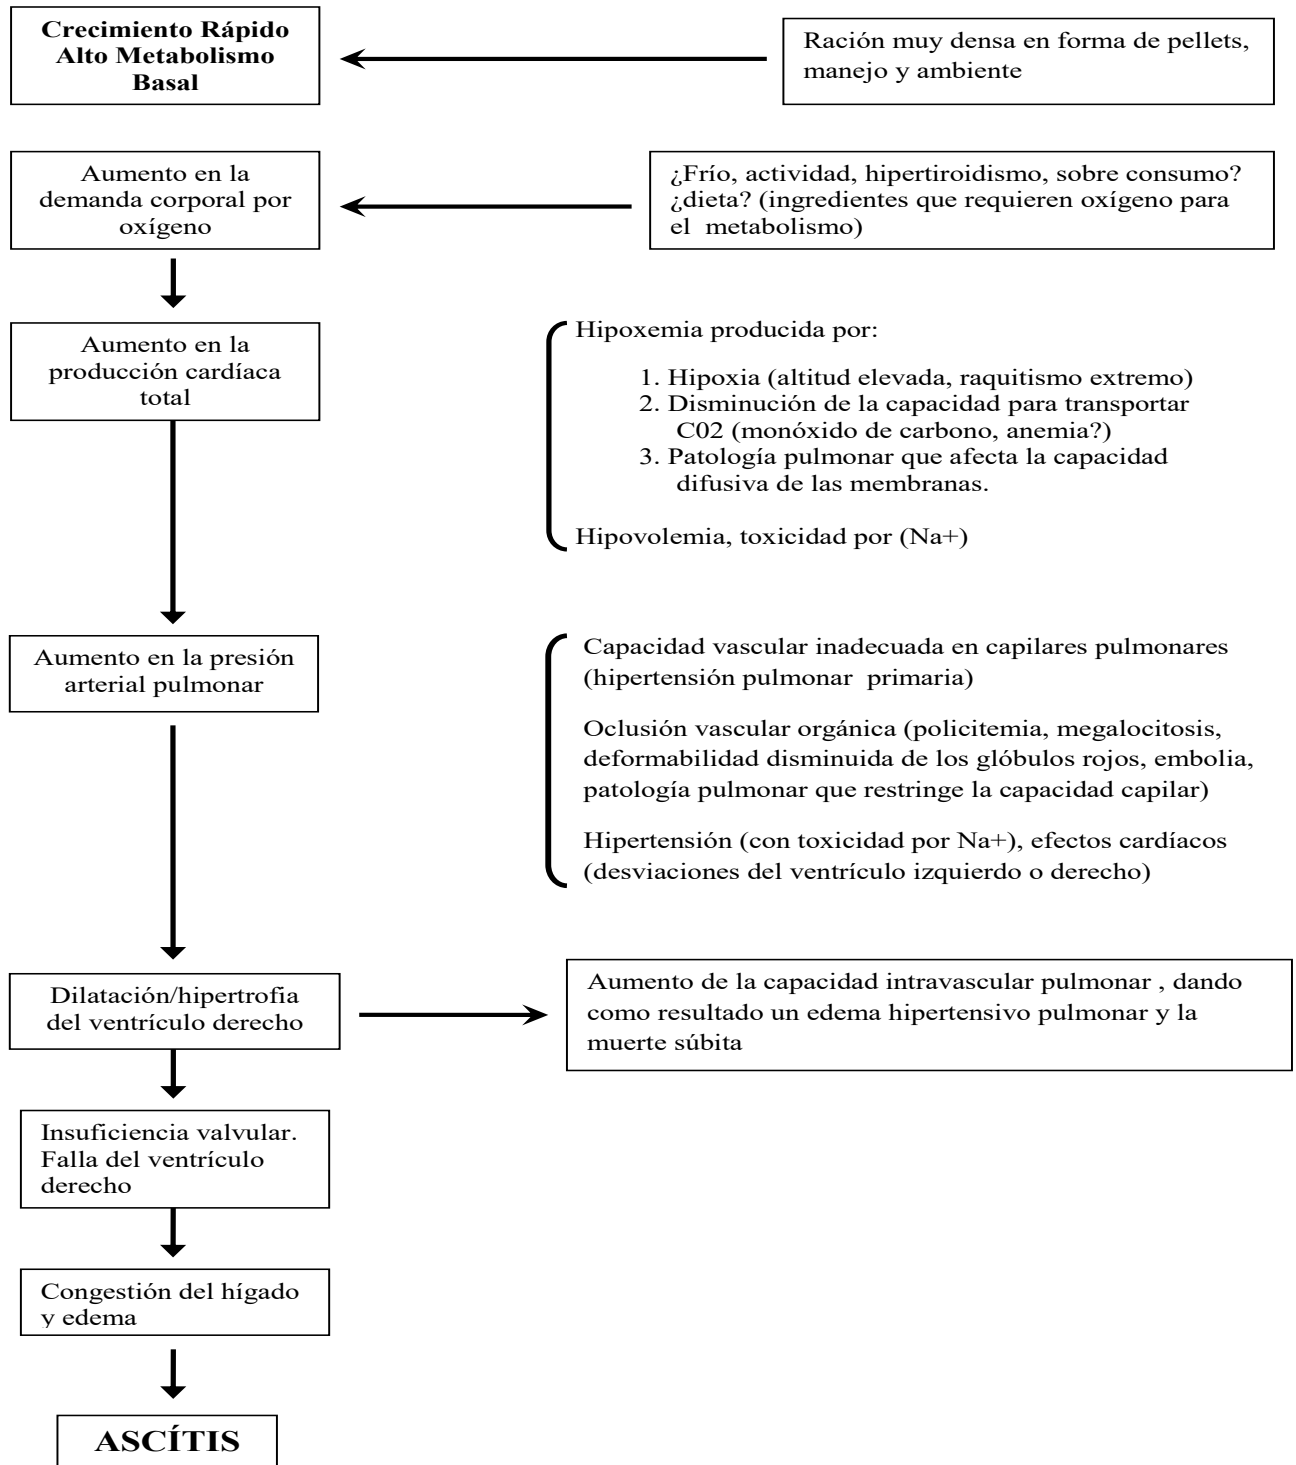 Crecimiento Rápido
Alto Metabolismo
Basal
Ración muy densa en forma de pellets,
manejo y ambiente
Aumento en la
demanda corporal por
oxígeno
¿Frío, actividad, hipertiroidismo, sobre consumo?
¿dieta? (ingredientes que requieren oxígeno para
el metabolismo)
Aumento en la
producción cardíaca
total
Hipoxemia producida por:
1. Hipoxia (altitud elevada, raquitismo extremo)
2. Disminución de la capacidad para transportar
C02 (monóxido de carbono, anemia?)
3. Patología pulmonar que afecta la capacidad
difusiva de las membranas.
Hipovolemia, toxicidad por (Na+)
Aumento en la presión
arterial pulmonar
Capacidad vascular inadecuada en capilares pulmonares
(hipertensión pulmonar primaria)
Oclusión vascular orgánica (policitemia, megalocitosis,
deformabilidad disminuida de los glóbulos rojos, embolia,
patología pulmonar que restringe la capacidad capilar)
Hipertensión (con toxicidad por Na+), efectos cardíacos
(desviaciones del ventrículo izquierdo o derecho)
Dilatación/hipertrofia
del ventrículo derecho
Aumento de la capacidad intravascular pulmonar , dando
como resultado un edema hipertensivo pulmonar y la
muerte súbita
Insuficiencia valvular.
Falla del ventrículo
derecho
Congestión del hígado
y edema
ASCÍTIS